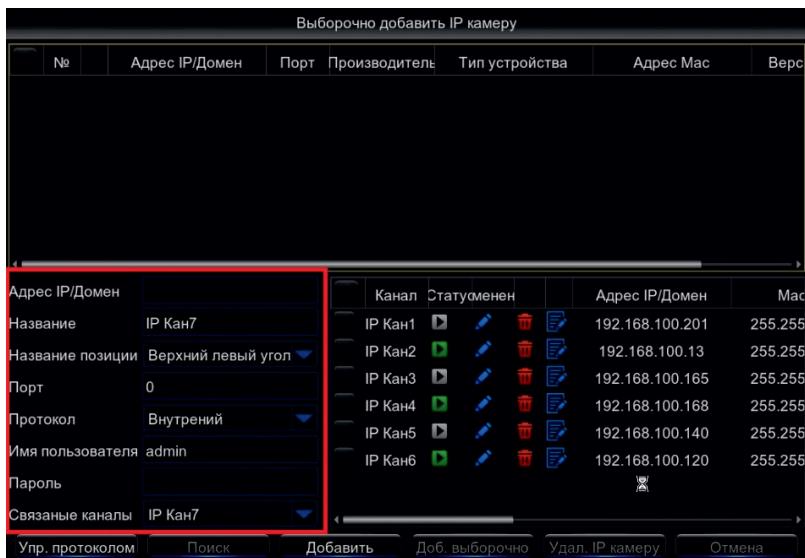 Выборочно добавить IP камеру
№ Адрес IP/Домен Порт Производитель Тип устройства Адрес Mac Верс
Адрес IP/Домен
Название IP Кан7
Название позиции Верхний левый угол
Порт 0
Протокол Внутрений
Имя пользователя admin
Пароль
Связаные каналы IP Кан7
Канал Статус менен Адрес IP/Домен Мас
IP Кан1 192.168.100.201 255.255
IP Кан2 192.168.100.13 255.255
IP Кан3 192.168.100.165 255.255
IP Кан4 192.168.100.168 255.255
IP Кан5 192.168.100.140 255.255
IP Кан6 192.168.100.120 255.255
Упр. протоколом Поиск Добавить Доб. выборочно Удал. IP камеру Отмена